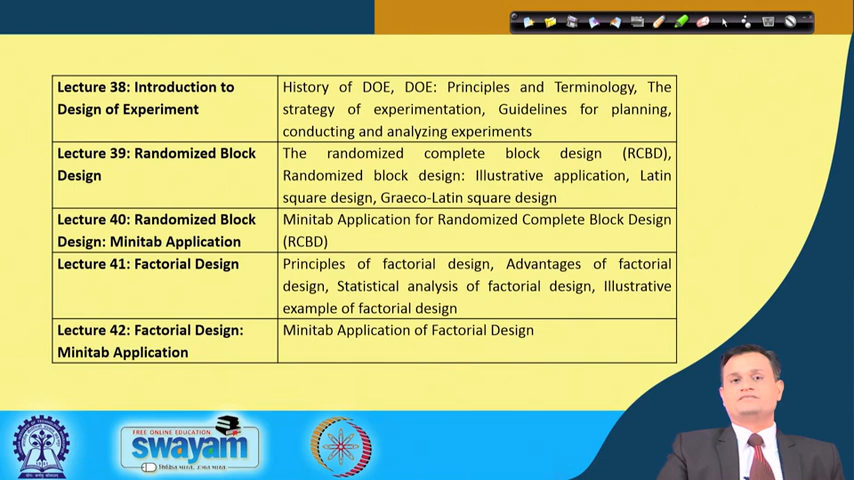 Lecture 38: Introduction to
Design of Experiment
History of DOE, DOE: Principles and Terminology, The
strategy of experimentation, Guidelines for planning,
conducting and analyzing experiments
Lecture 39: Randomized Block
Design
The randomized complete block design (RCBD),
Randomized block design: Illustrative application, Latin
square design, Graeco-Latin square design
Lecture 40: Randomized Block
Design: Minitab Application
Minitab Application for Randomized Complete Block Design
(RCBD)
Lecture 41: Factorial Design
Principles of factorial design, Advantages of factorial
design, Statistical analysis of factorial design, Illustrative
example of factorial design
Lecture 42: Factorial Design:
Minitab Application
Minitab Application of Factorial Design
FREE ONLINE EDUCATION
swayam